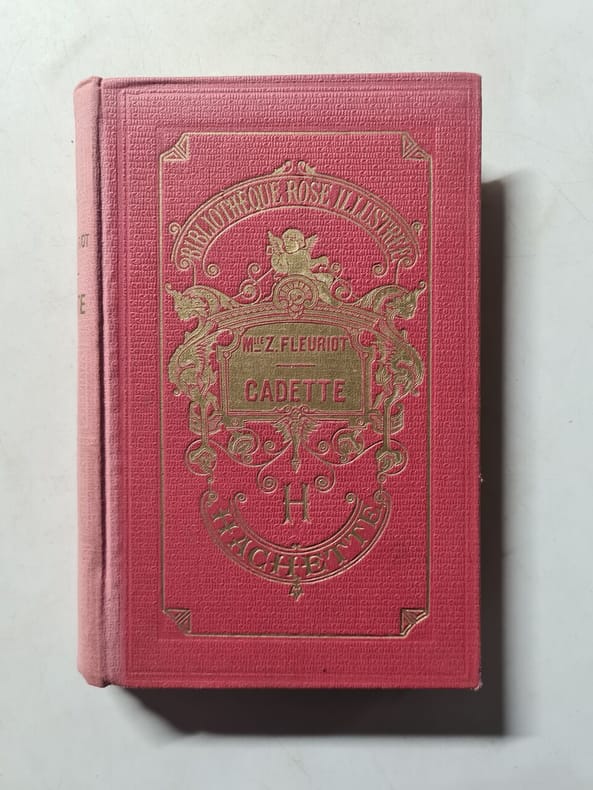 BIBLIOTHÈQUE ROSE ILLUSTRÉE
MLLE Z. FLEURIOT
CADETTE
H
HACHETTE